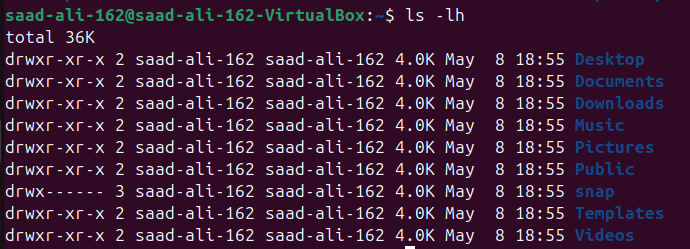 saad-ali-162@saad-ali-162-VirtualBox:~$ ls -lh
total 36K
drwxr-xr-x 2 saad-ali-162 saad-ali-162 4.0K May  8 18:55 Desktop
drwxr-xr-x 2 saad-ali-162 saad-ali-162 4.0K May  8 18:55 Documents
drwxr-xr-x 2 saad-ali-162 saad-ali-162 4.0K May  8 18:55 Downloads
drwxr-xr-x 2 saad-ali-162 saad-ali-162 4.0K May  8 18:55 Music
drwxr-xr-x 2 saad-ali-162 saad-ali-162 4.0K May  8 18:55 Pictures
drwxr-xr-x 2 saad-ali-162 saad-ali-162 4.0K May  8 18:55 Public
drwx------ 3 saad-ali-162 saad-ali-162 4.0K May  8 18:55 snap
drwxr-xr-x 2 saad-ali-162 saad-ali-162 4.0K May  8 18:55 Templates
drwxr-xr-x 2 saad-ali-162 saad-ali-162 4.0K May  8 18:55 Videos